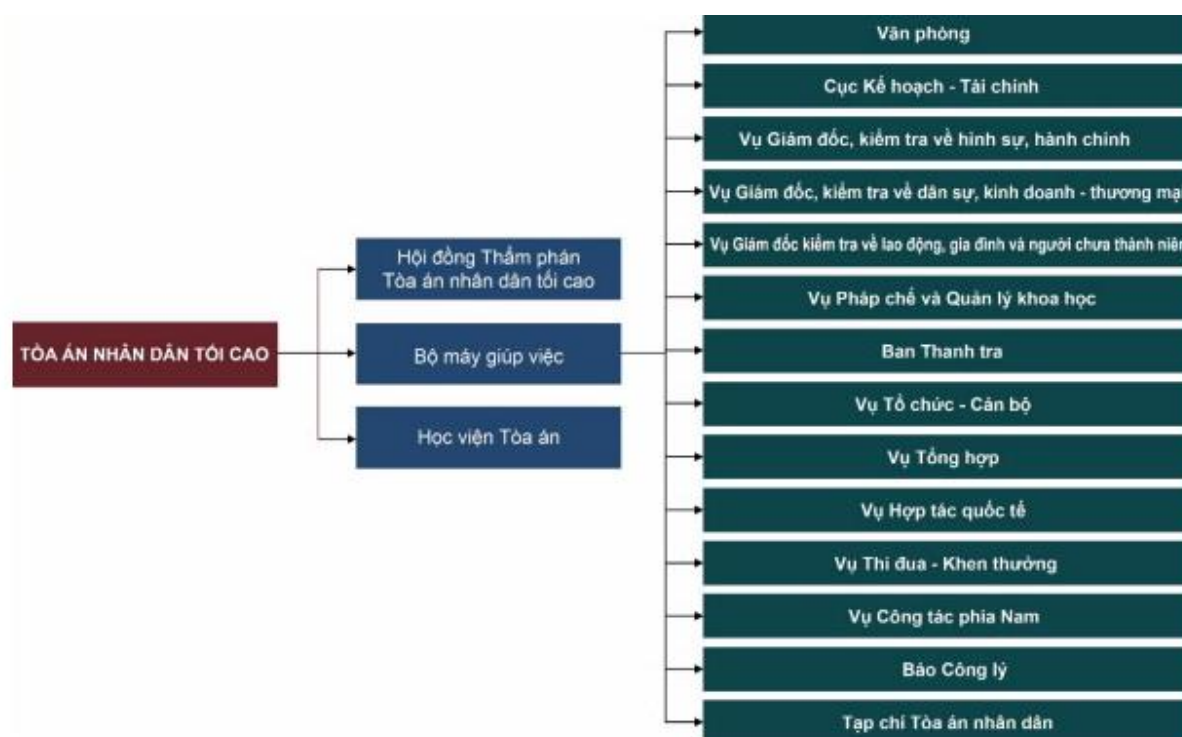 TÒA ÁN NHÂN DÂN TỐI CAO
Hội đồng Thẩm phán
Tòa án nhân dân tối cao
Bộ máy giúp việc
Học viện Tòa án
Văn phòng
Cục Kế hoạch - Tài chính
Vụ Giám đốc, kiểm tra về hình sự, hành chính
Vụ Giám đốc, kiểm tra về dân sự, kinh doanh - thương mạ
Vụ Giám đốc kiểm tra về lao động, gia đình và người chưa thành niên
Vụ Pháp chế và Quản lý khoa học
Ban Thanh tra
Vụ Tổ chức - Cán bộ
Vụ Tổng hợp
Vụ Hợp tác quốc tế
Vụ Thi đua - Khen thưởng
Vụ Công tác phía Nam
Báo Công lý
Tạp chí Tòa án nhân dân